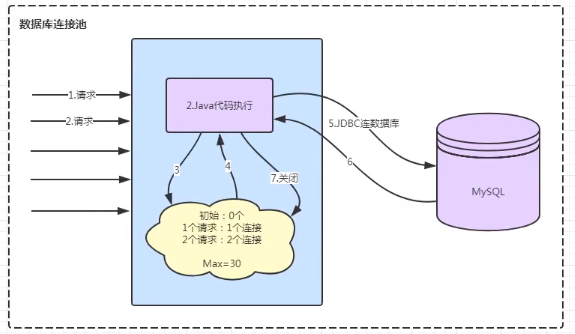 数据库连接池
1.请求
2.请求
2.Java代码执行
5.JDBC连数据库
MySQL
3
4
6
7.关闭
初始：0个
1个请求：1个连接
2个请求：2个连接
Max=30